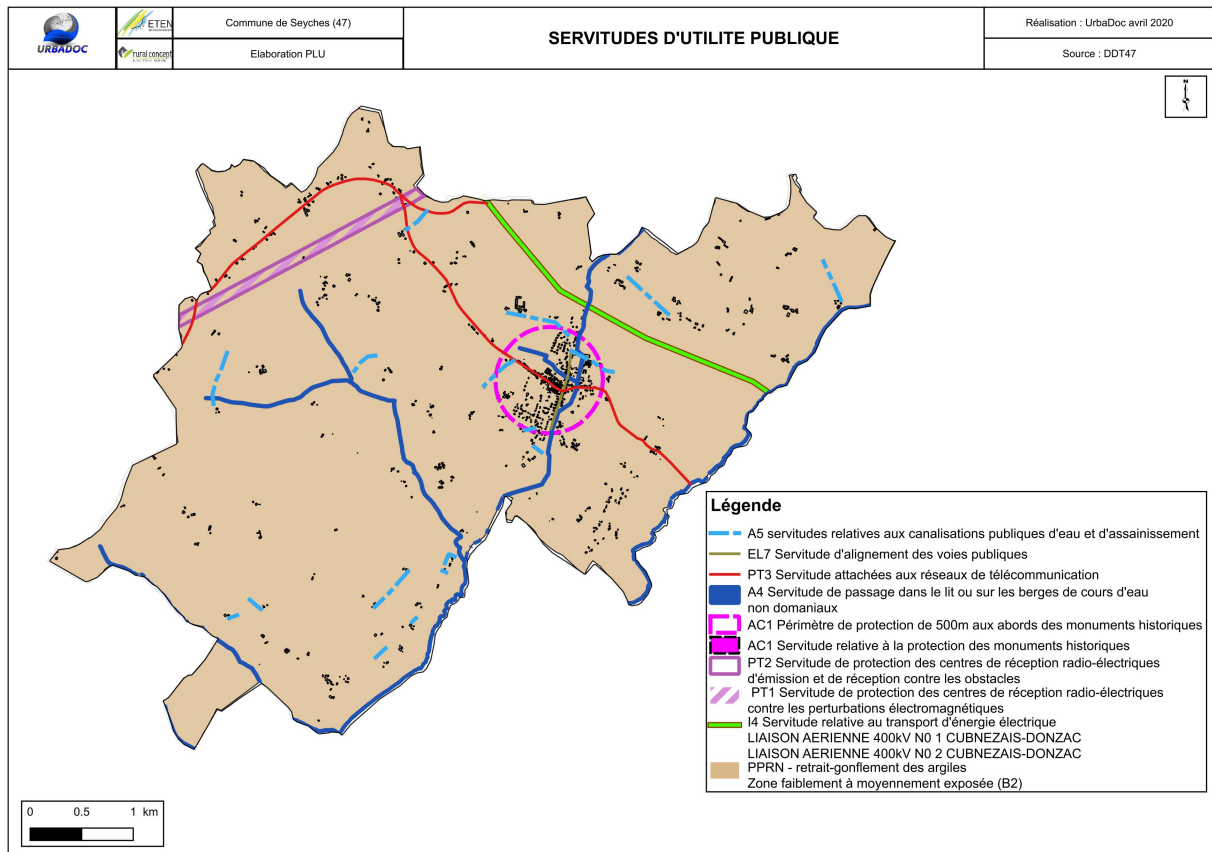 URBADOC
ETEN
rural concept
Commune de Seyches (47)
Elaboration PLU
SERVITUDES D'UTILITE PUBLIQUE
Réalisation : UrbaDoc avril 2020
Source : DDT47
N
Légende
A5 servitudes relatives aux canalisations publiques d'eau et d'assainissement
EL7 Servitude d'alignement des voies publiques
PT3 Servitude attachées aux réseaux de télécommunication
A4 Servitude de passage dans le lit ou sur les berges de cours d'eau
non domaniaux
AC1 Périmètre de protection de 500m aux abords des monuments historiques
AC1 Servitude relative à la protection des monuments historiques
PT2 Servitude de protection des centres de réception radio-électriques
d'émission et de réception contre les obstacles
PT1 Servitude de protection des centres de réception radio-électriques
contre les perturbations électromagnétiques
I4 Servitude relative au transport d'énergie électrique
LIAISON AERIENNE 400kV N0 1 CUBNEZAIS-DONZAC
LIAISON AERIENNE 400kV N0 2 CUBNEZAIS-DONZAC
PPRN - retrait-gonflement des argiles
Zone faiblement à moyennement exposée (B2)
0 0.5 1 km